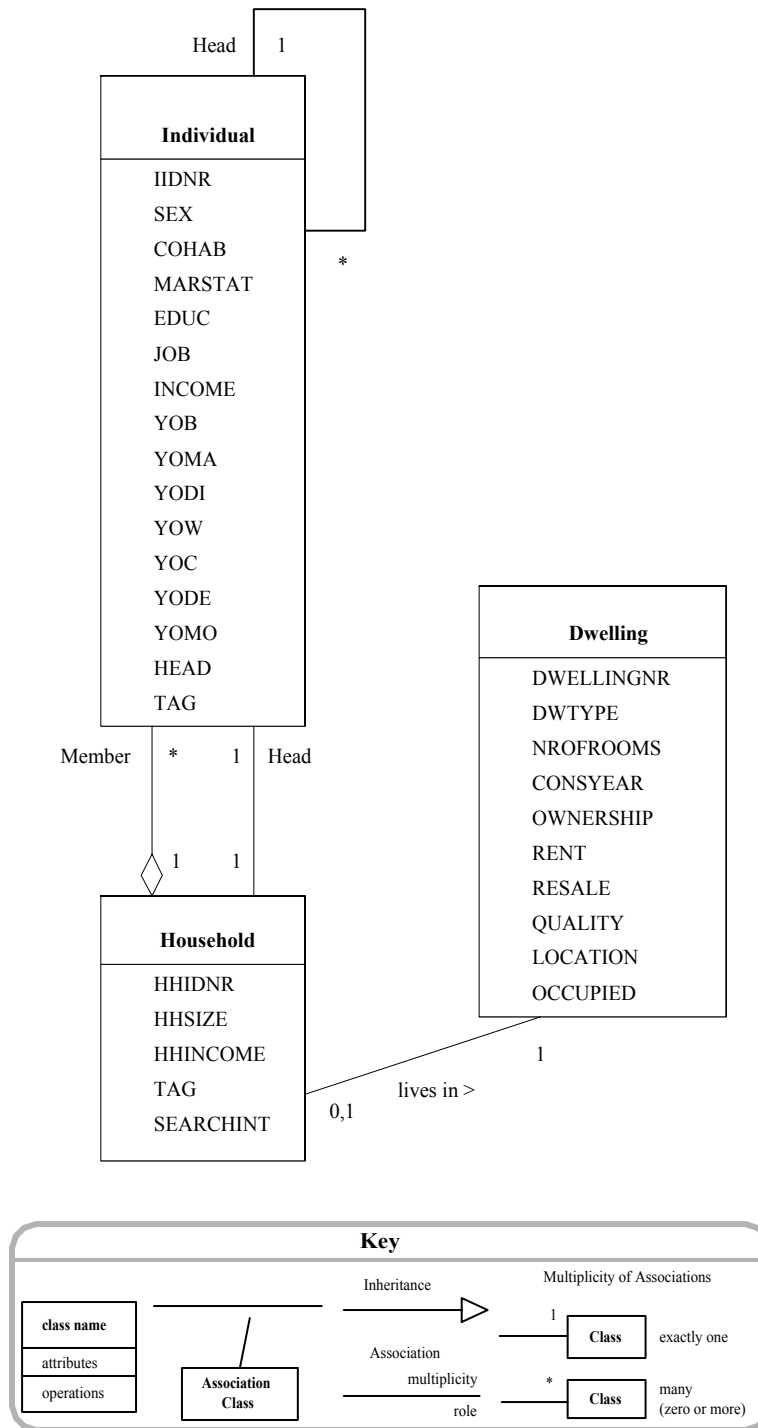 Head 1
Individual
IIDNR
SEX
COHAB
MARSTAT
EDUC
JOB
INCOME
YOB
YOMA
YODI
YOW
YOC
YODE
YOMO
HEAD
TAG
*
Member * 1 Head
1 1
Household
HHIDNR
HHSIZE
HHINCOME
TAG
SEARCHINT
Dwelling
DWELLINGNR
DWTYPE
NROFROOMS
CONSYEAR
OWNERSHIP
RENT
RESALE
QUALITY
LOCATION
OCCUPIED
1
lives in >
0,1
Key
class name
attributes
operations
Association
Class
Inheritance
Association
multiplicity
role
Multiplicity of Associations
1
Class exactly one
*
Class many
(zero or more)